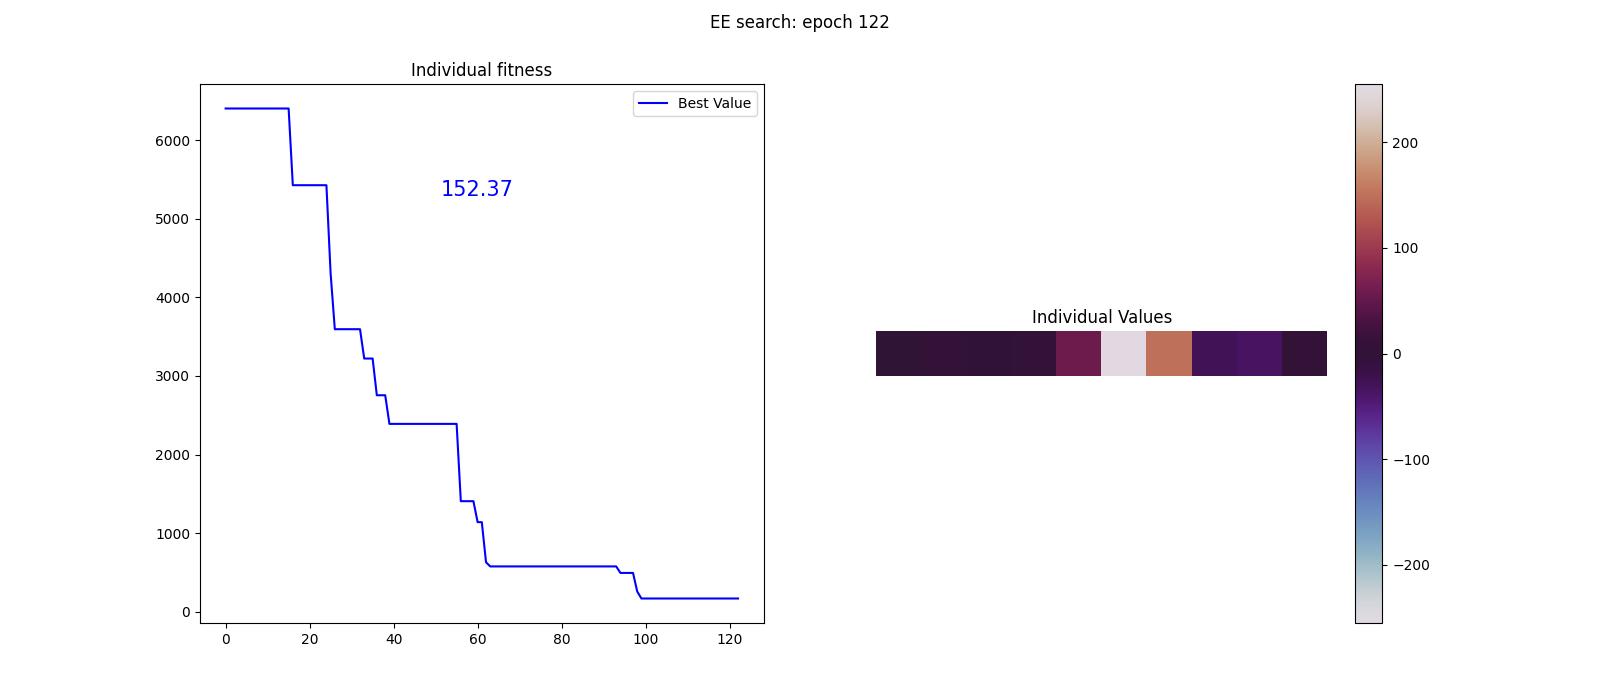 EE search: epoch 122
Individual fitness
Best Value
152.37
6000
5000
4000
3000
2000
1000
0
0 20 40 60 80 100 120
Individual Values
200
100
0
−100
−200